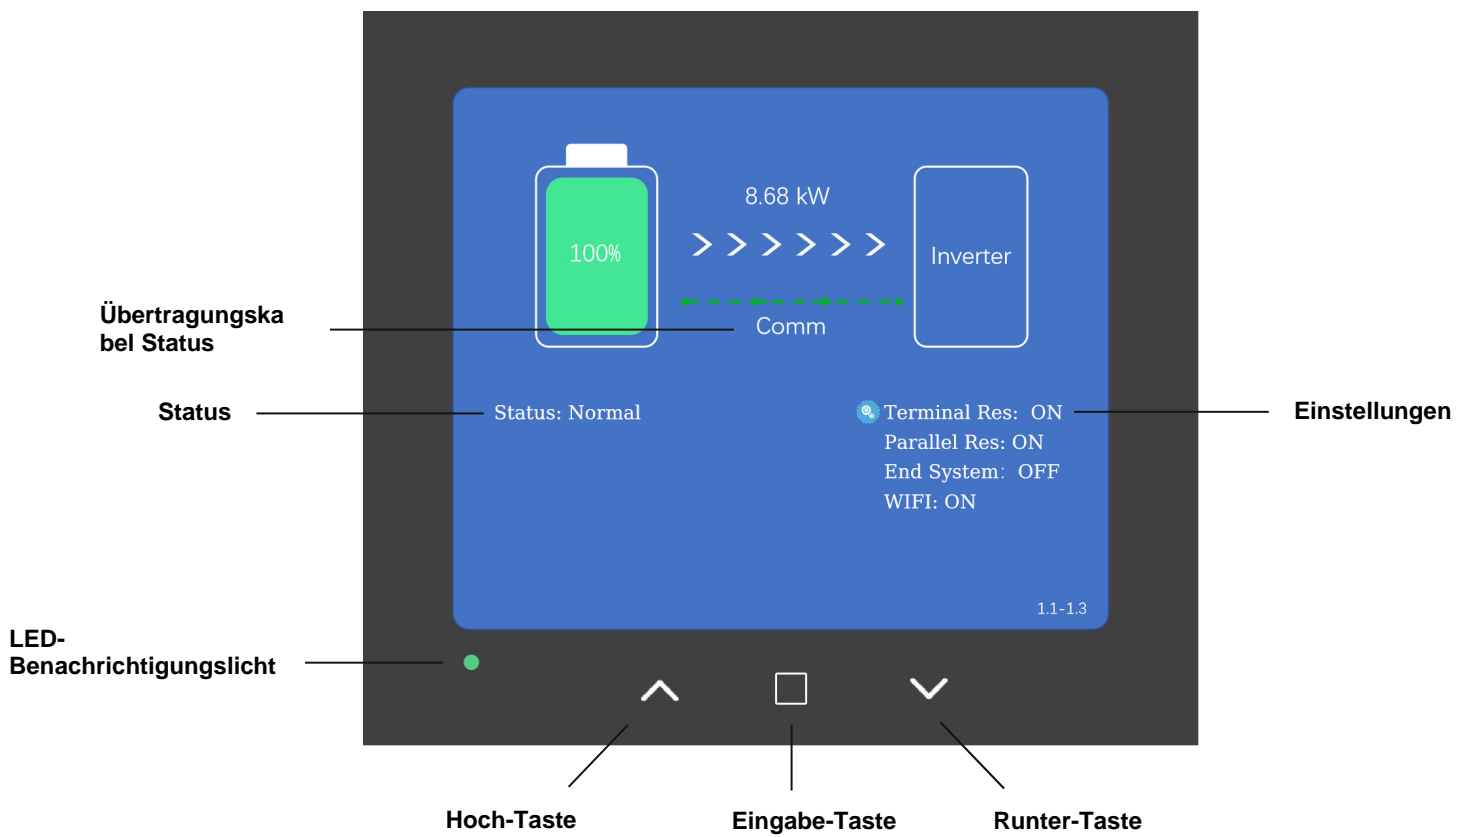 8.68 kW
100%
Inverter
Comm
Übertragungska
bel Status
Status
Status: Normal
Terminal Res: ON
Parallel Res: ON
End System: OFF
WIFI: ON
Einstellungen
1.1-1.3
LED-
Benachrichtigungslicht
Hoch-Taste
Eingabe-Taste
Runter-Taste